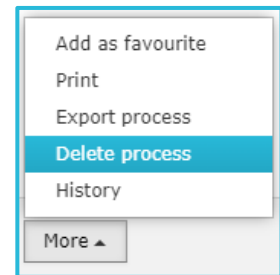 Add as favourite
Print
Export process
Delete process
History
More ▴